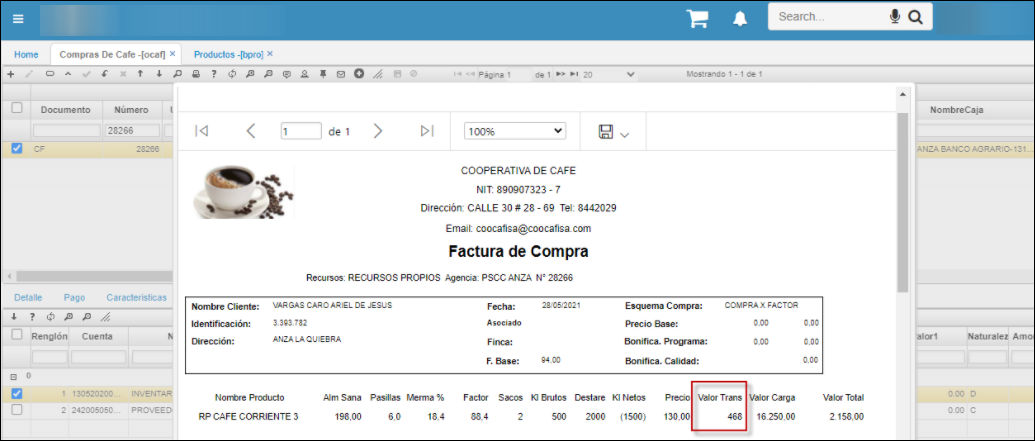 Search...
Home Compras De Cafe -[ocaf] × Productos -[bpro] ×
Página 1 de 1 20 Mostrando 1 - 1 de 1
Documento Número NombreCaja
28266
CF 28266 ANZA BANCO AGRARIO-131...
1 de 1 100%
COOPERATIVA DE CAFE
NIT: 890907323 - 7
Dirección: CALLE 30 # 28 - 69 Tel: 8442029
Email: coocafisa@coocafisa.com
Factura de Compra
Recursos: RECURSOS PROPIOS Agencia: PSCC ANZA N° 28266
Detalle Pago Caracteristicas
Nombre Cliente: VARGAS CARO ARIEL DE JESUS Fecha: 28/05/2021 Esquema Compra: COMPRA X FACTOR
Identificación: 3.393.782 Asociado Precio Base: 0,00 0,00
Dirección: ANZA LA QUIEBRA Finca: Bonifica. Programa: 0,00 0,00
F. Base: 94,00 Bonifica. Calidad: 0,00
Renglón Cuenta N alor1 Naturalez Amo
0
1 130520200... INVENTAR 0.00 D
2 242005050... PROVEED 0.00 C
Nombre Producto Alm Sana Pasillas Merma % Factor Sacos Kl Brutos Destare Kl Netos Precio Valor Trans Valor Carga Valor Total
RP CAFE CORRIENTE 3 198,00 6,0 18,4 88,4 2 500 2000 (1500) 130,00 468 16.250,00 2.158,00